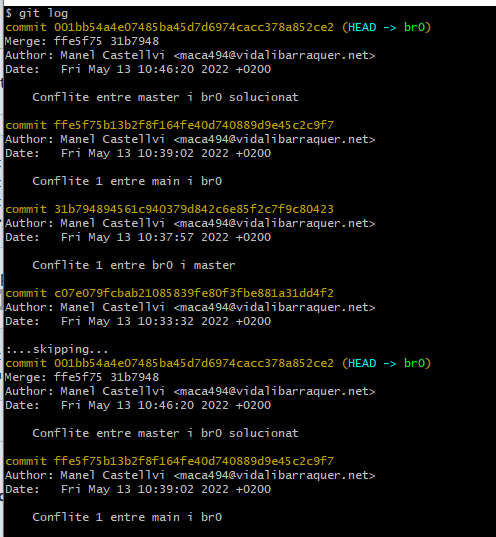 $ git log
commit 001bb54a4e07485ba45d7d6974cacc378a852ce2 (HEAD -> br0)
Merge: ffe5f75 31b7948
Author: Manel Castellvi <maca494@vidalibarraquer.net>
Date:   Fri May 13 10:46:20 2022 +0200

    Conflite entre master i br0 solucionat

commit ffe5f75b13b2f8f164fe40d740889d9e45c2c9f7
Author: Manel Castellvi <maca494@vidalibarraquer.net>
Date:   Fri May 13 10:39:02 2022 +0200

    Conflite 1 entre main i br0

commit 31b794894561c940379d842c6e85f2c7f9c80423
Author: Manel Castellvi <maca494@vidalibarraquer.net>
Date:   Fri May 13 10:37:57 2022 +0200

    Conflite 1 entre br0 i master

commit c07e079fcbab21085839fe80f3fbe881a31dd4f2
Author: Manel Castellvi <maca494@vidalibarraquer.net>
Date:   Fri May 13 10:33:32 2022 +0200

:...skipping...
commit 001bb54a4e07485ba45d7d6974cacc378a852ce2 (HEAD -> br0)
Merge: ffe5f75 31b7948
Author: Manel Castellvi <maca494@vidalibarraquer.net>
Date:   Fri May 13 10:46:20 2022 +0200

    Conflite entre master i br0 solucionat

commit ffe5f75b13b2f8f164fe40d740889d9e45c2c9f7
Author: Manel Castellvi <maca494@vidalibarraquer.net>
Date:   Fri May 13 10:39:02 2022 +0200

    Conflite 1 entre main i br0